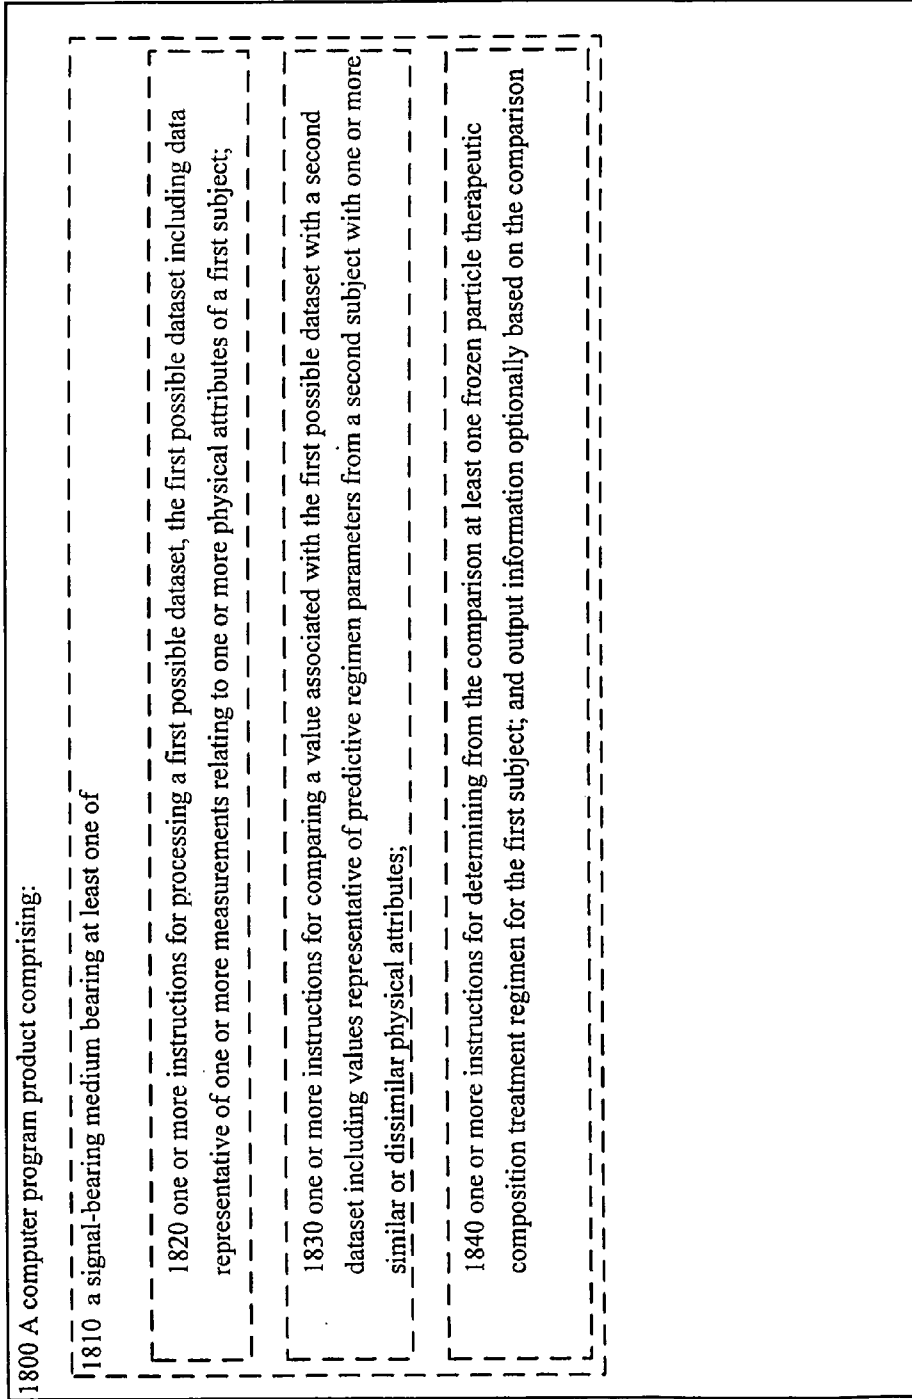 1800 A computer program product comprising:
1810 a signal-bearing medium bearing at least one of
1820 one or more instructions for processing a first possible dataset, the first possible dataset including data
representative of one or more measurements relating to one or more physical attributes of a first subject;
1830 one or more instructions for comparing a value associated with the first possible dataset with a second
dataset including values representative of predictive regimen parameters from a second subject with one or more
similar or dissimilar physical attributes;
1840 one or more instructions for determining from the comparison at least one frozen particle therapeutic
composition treatment regimen for the first subject; and output information optionally based on the comparison